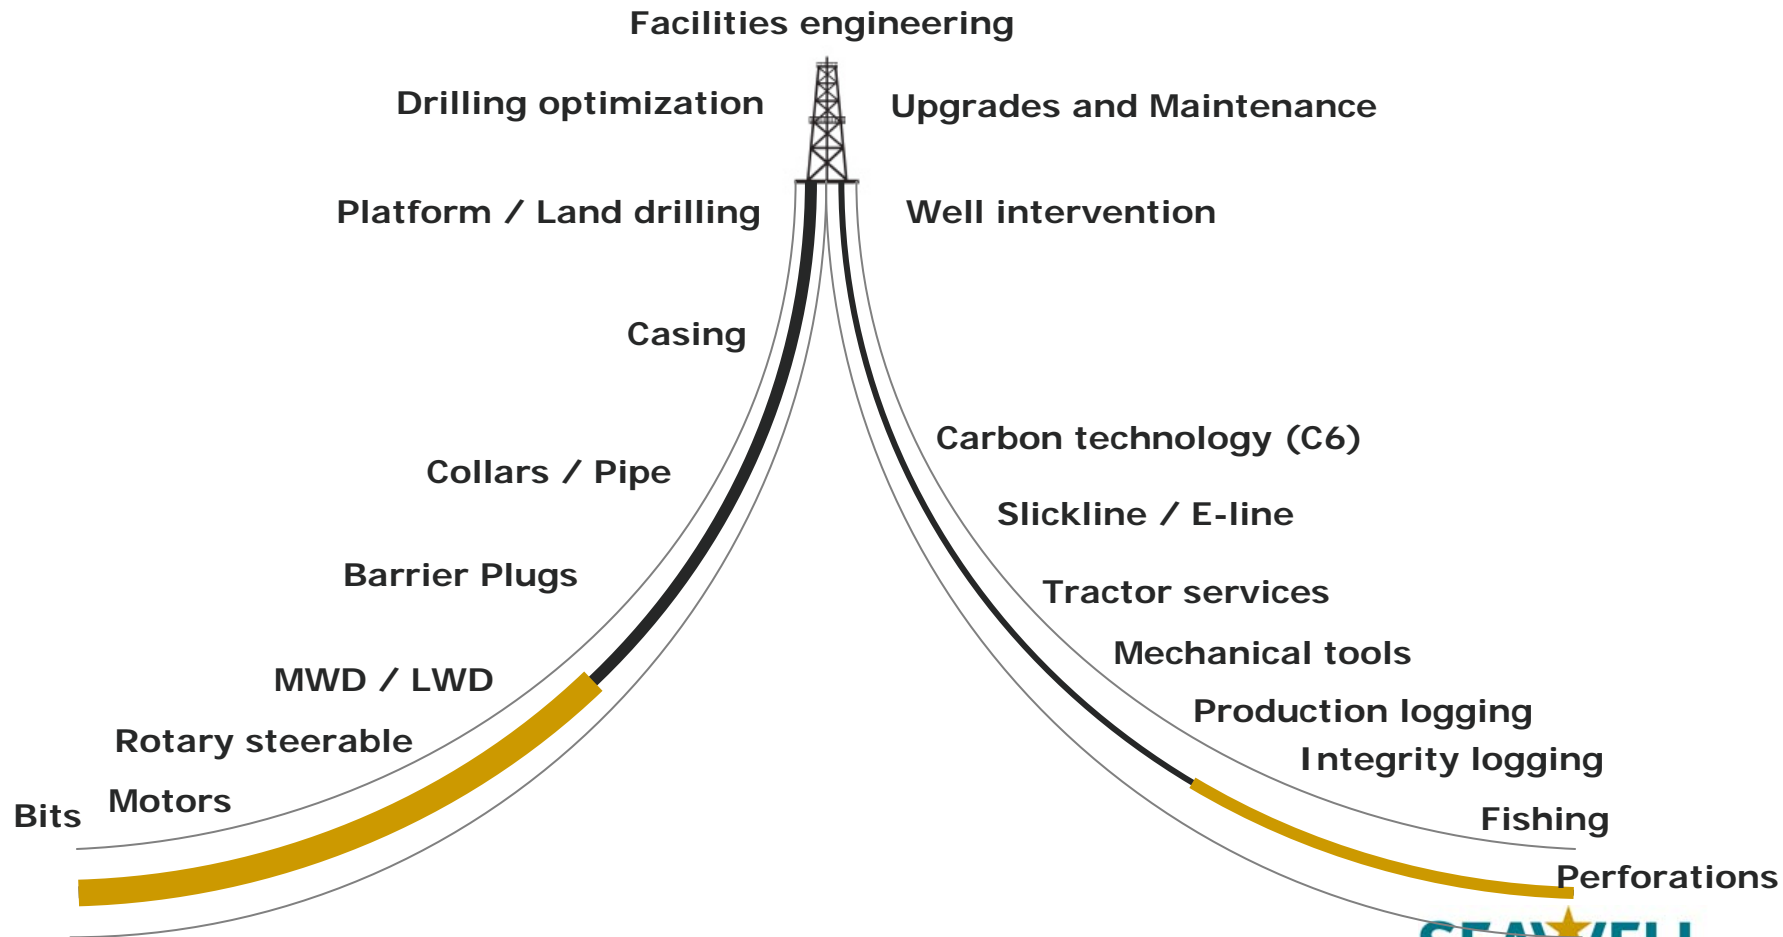 Facilities engineering
Drilling optimization
Upgrades and Maintenance
Platform / Land drilling
Well intervention
Casing
Carbon technology (C6)
Collars / Pipe
Slickline / E-line
Barrier Plugs
Tractor services
Mechanical tools
MWD / LWD
Production logging
Rotary steerable
Integrity logging
Motors
Bits
Fishing
Perforations
SEAWELL